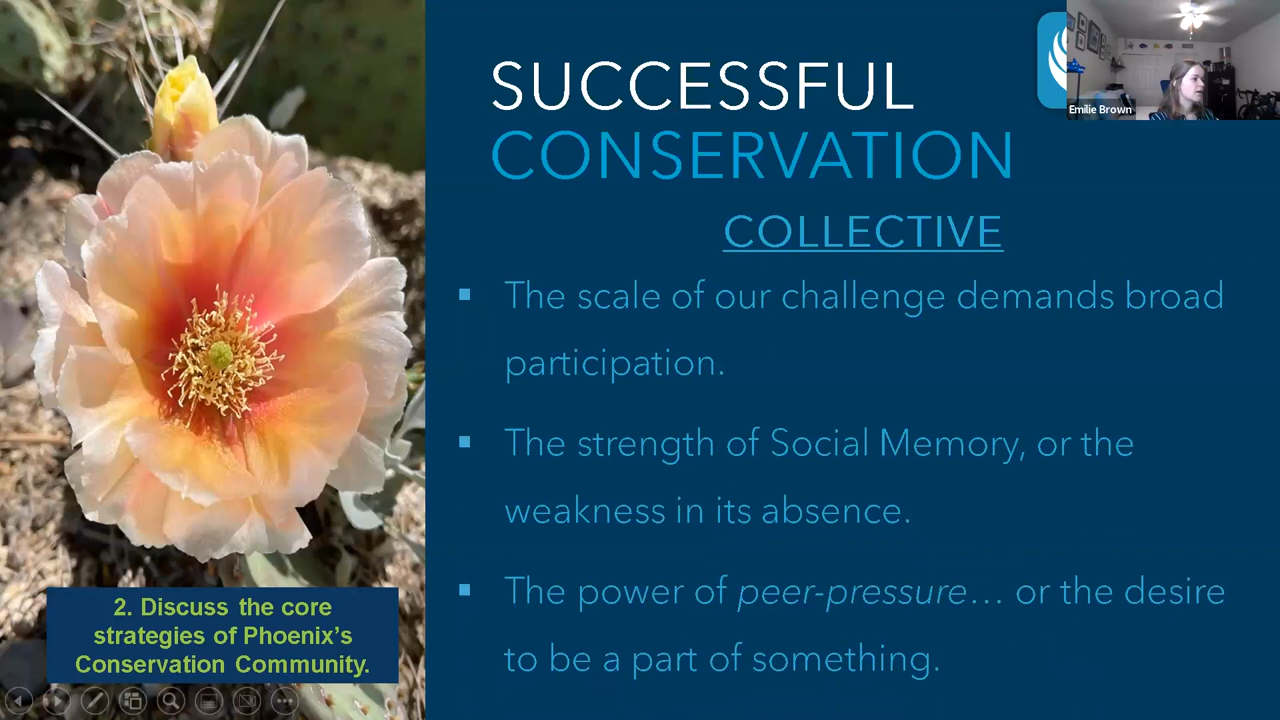 SUCCESSFUL
CONSERVATION
COLLECTIVE
▪ The scale of our challenge demands broad
participation.
▪ The strength of Social Memory, or the
weakness in its absence.
▪ The power of peer-pressure… or the desire
to be a part of something.
2. Discuss the core
strategies of Phoenix’s
Conservation Community.
Emilie Brown